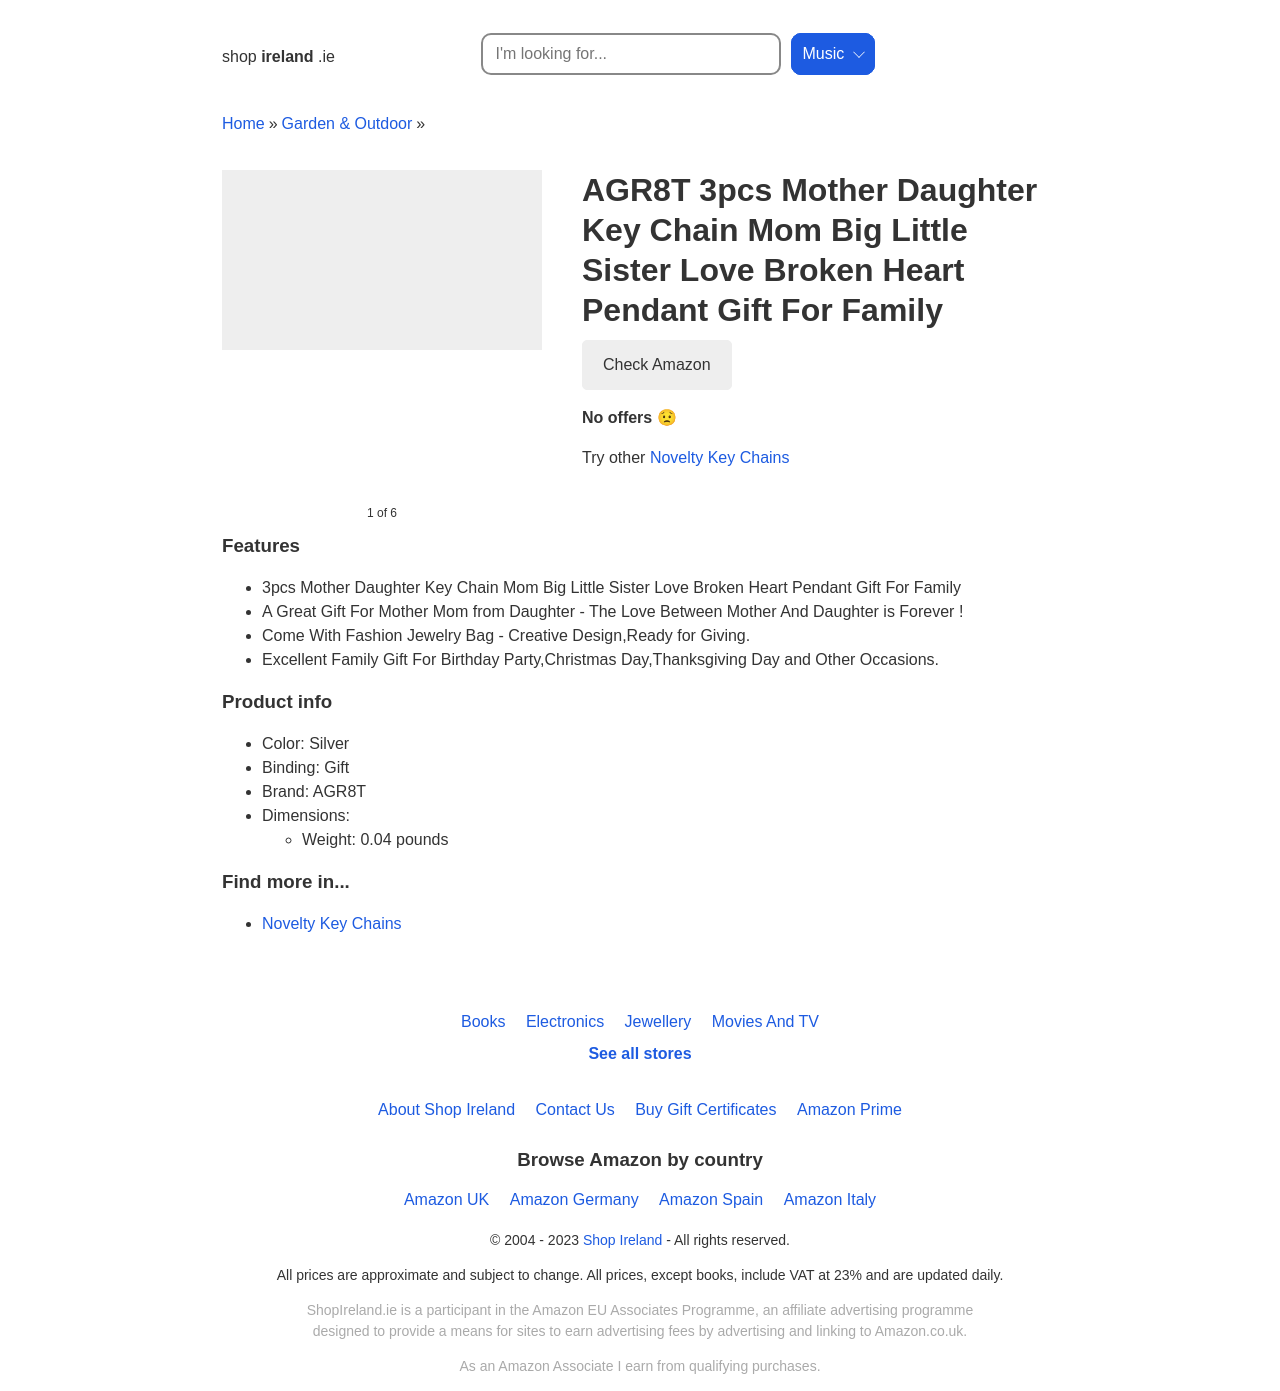 shop ireland .ie
I'm looking for...
Music
Home » Garden & Outdoor »
AGR8T 3pcs Mother Daughter
Key Chain Mom Big Little
Sister Love Broken Heart
Pendant Gift For Family
Check Amazon
No offers 😟
Try other Novelty Key Chains
1 of 6
Features
3pcs Mother Daughter Key Chain Mom Big Little Sister Love Broken Heart Pendant Gift For Family
A Great Gift For Mother Mom from Daughter - The Love Between Mother And Daughter is Forever !
Come With Fashion Jewelry Bag - Creative Design,Ready for Giving.
Excellent Family Gift For Birthday Party,Christmas Day,Thanksgiving Day and Other Occasions.
Product info
Color: Silver
Binding: Gift
Brand: AGR8T
Dimensions:
Weight: 0.04 pounds
Find more in...
Novelty Key Chains
Books Electronics Jewellery Movies And TV
See all stores
About Shop Ireland Contact Us Buy Gift Certificates Amazon Prime
Browse Amazon by country
Amazon UK Amazon Germany Amazon Spain Amazon Italy
© 2004 - 2023 Shop Ireland - All rights reserved.
All prices are approximate and subject to change. All prices, except books, include VAT at 23% and are updated daily.
ShopIreland.ie is a participant in the Amazon EU Associates Programme, an affiliate advertising programme
designed to provide a means for sites to earn advertising fees by advertising and linking to Amazon.co.uk.
As an Amazon Associate I earn from qualifying purchases.